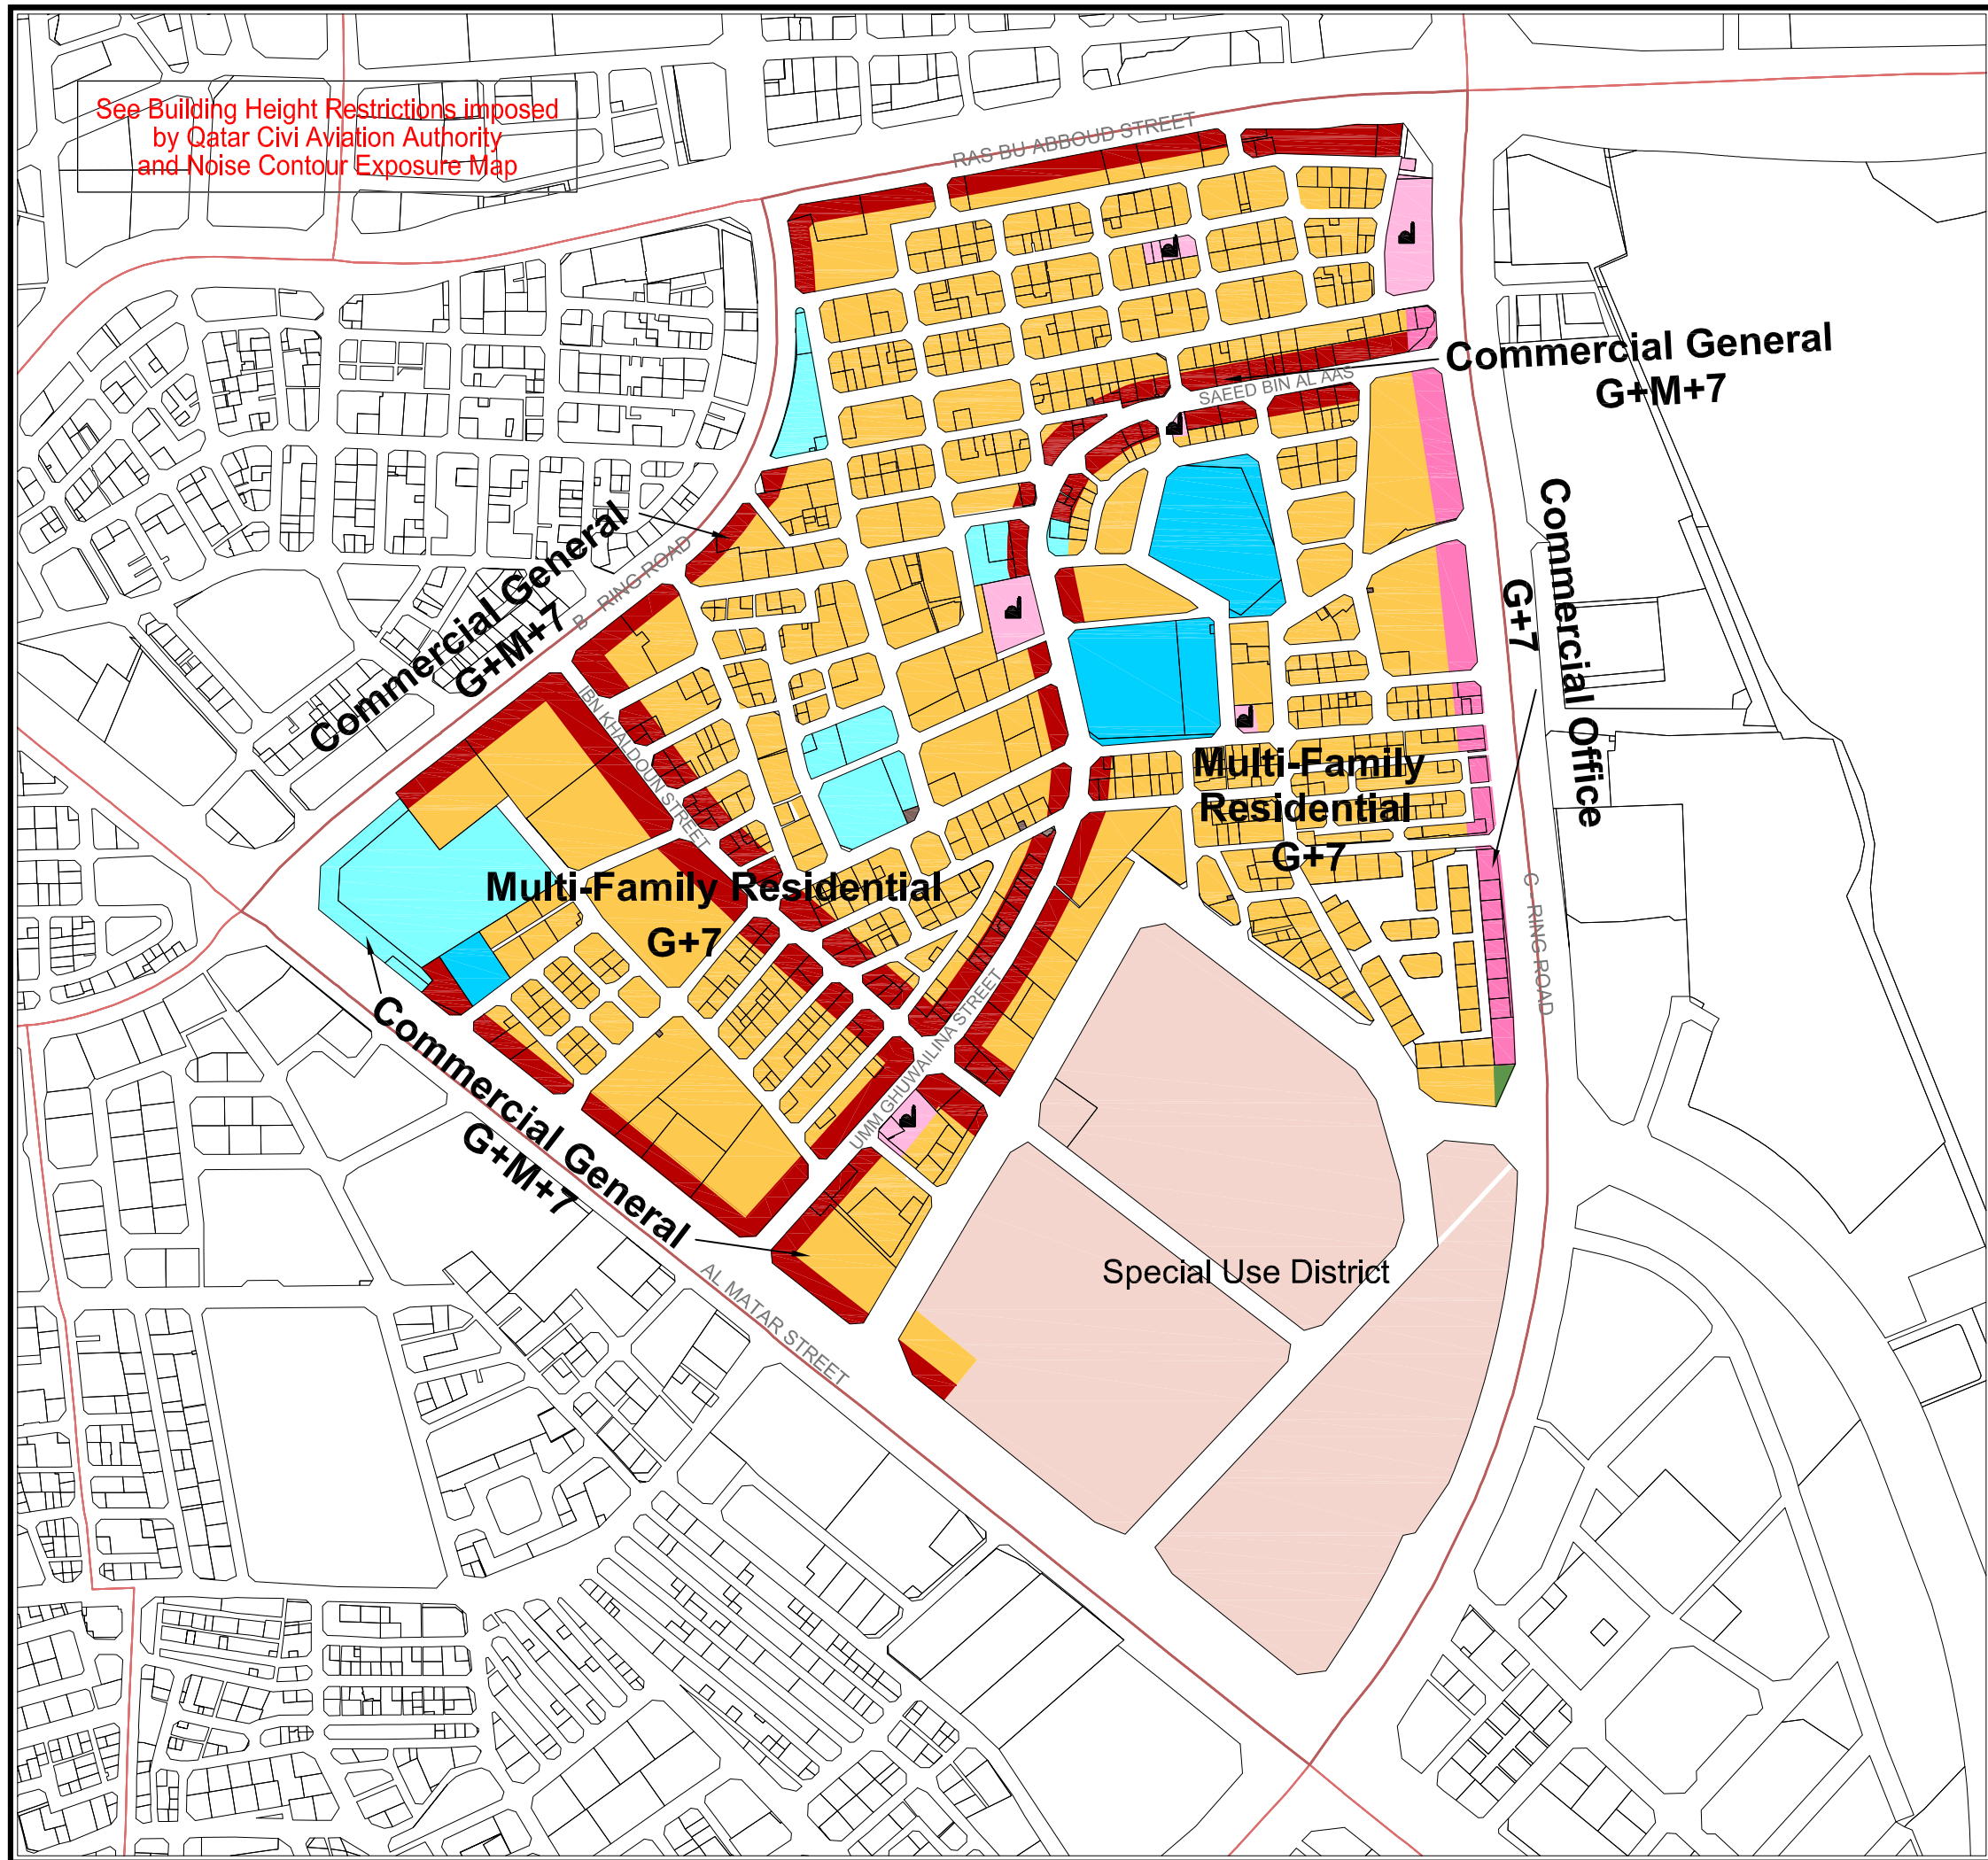 See Building Height Restrictions imposed
by Qatar Civi Aviation Authority
and Noise Contour Exposure Map
RAS BU ABBOUD STREET
Commercial General
G+M+7
SAEED BIN AL AAS
Commercial General
G+M+7
B - RING ROAD
Commercial Office
G+7
IBN KHALDOUN STREET
Multi-Family
Residential
G+7
Multi-Family Residential
G+7
C - RING ROAD
UMM GHUWAILINA STREET
Commercial General
G+M+7
Special Use District
AL MATAR STREET